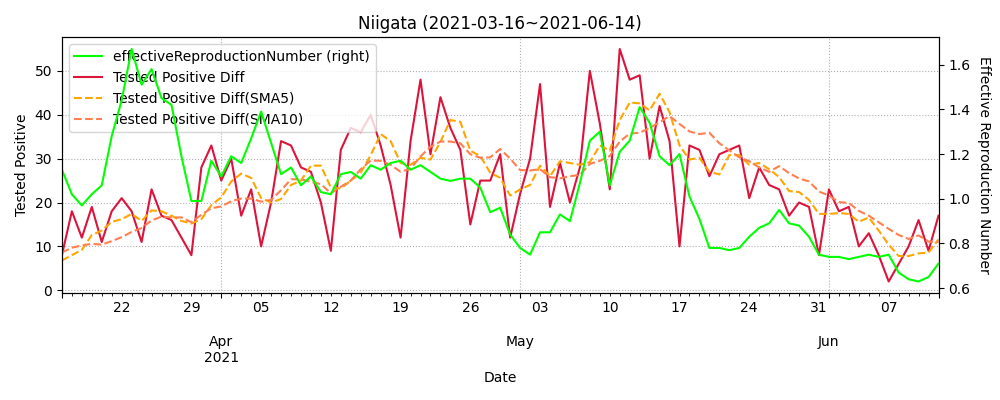 Niigata (2021-03-16~2021-06-14)
effectiveReproductionNumber (right)
Tested Positive Diff
Tested Positive Diff(SMA5)
Tested Positive Diff(SMA10)
Tested Positive
50
40
30
20
10
0
1.6
1.4
1.2
1.0
0.8
0.6
Effective Reproduction Number
22 29 05 12 19 26 03 10 17 24 31 07
Apr May Jun
2021
Date